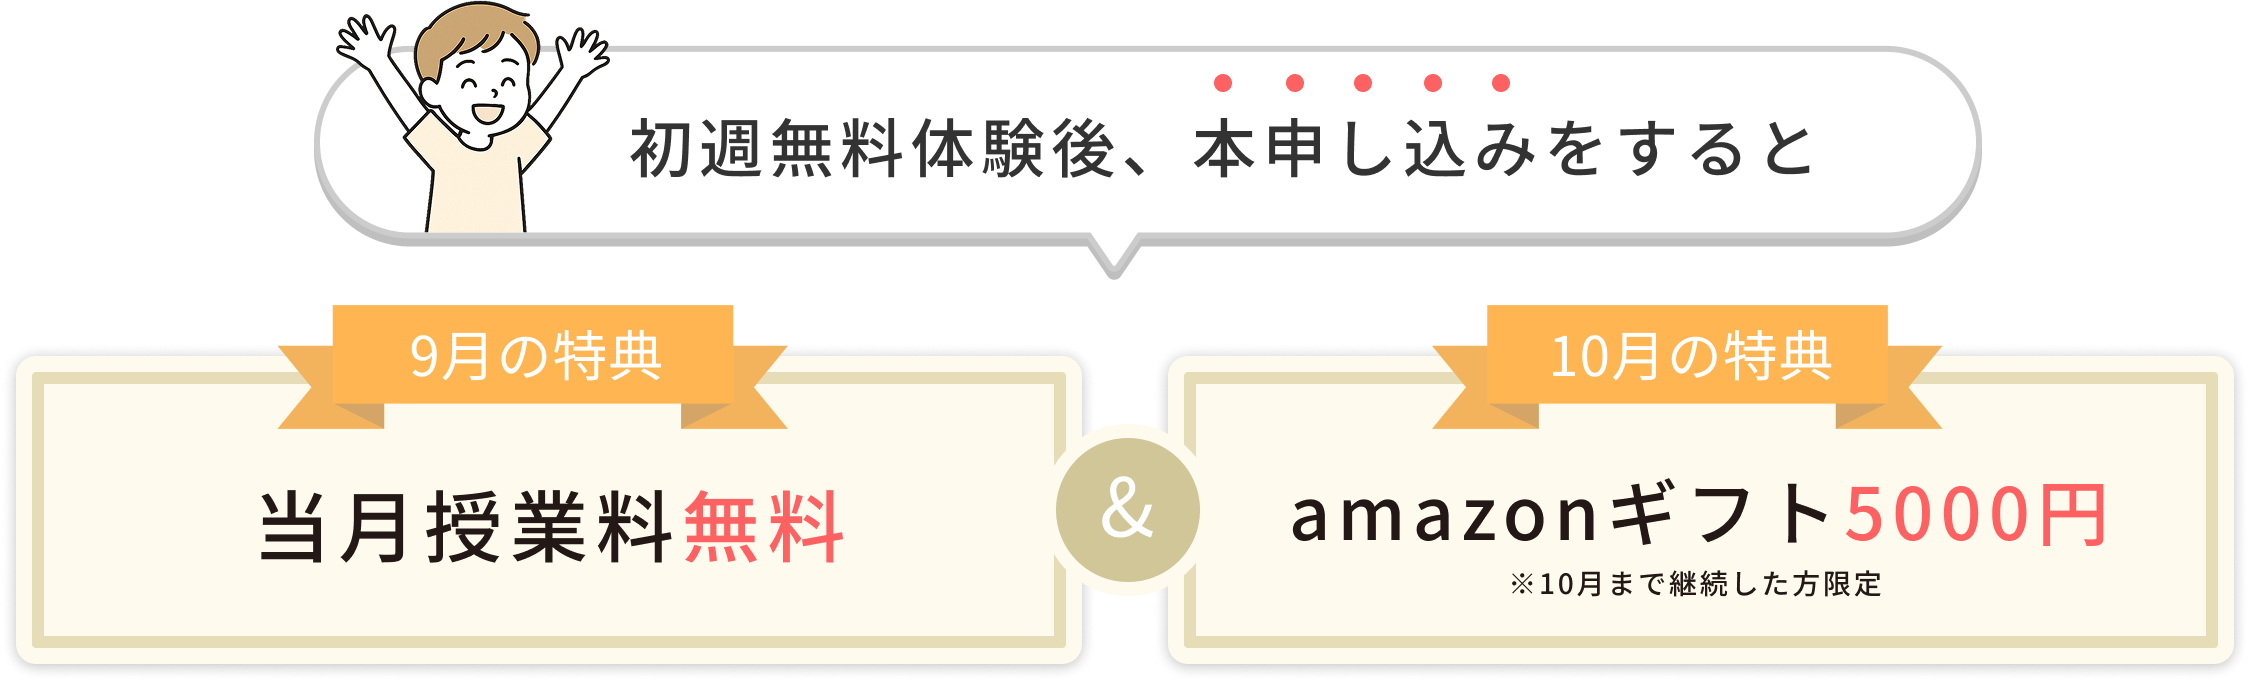 初週無料体験後、本申し込みをすると
9月の特典
当月授業料無料
&
10月の特典
amazonギフト5000円
※10月まで継続した方限定